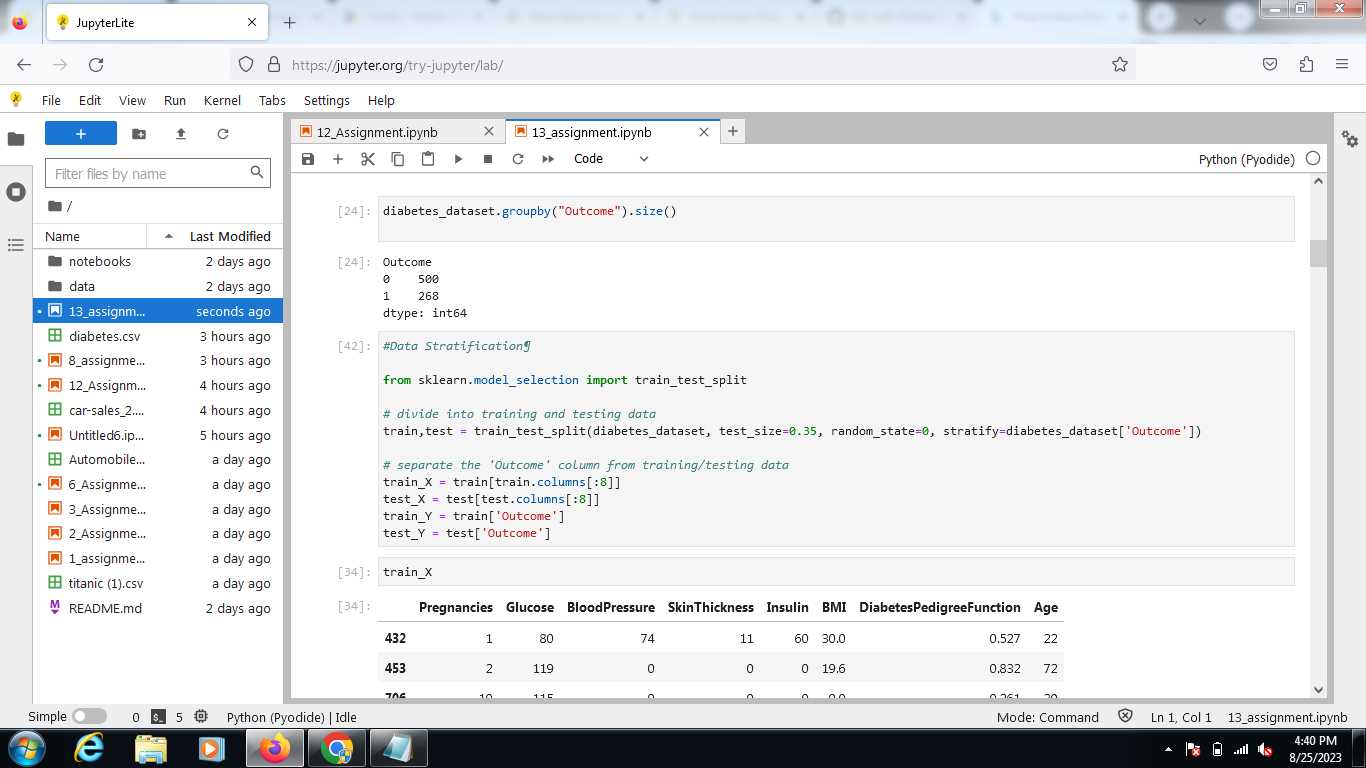 JupyterLite
https://jupyter.org/try-jupyter/lab/
File Edit View Run Kernel Tabs Settings Help
12_Assignment.ipynb
13_assignment.ipynb
Code
Python (Pyodide)
Filter files by name
/
Name Last Modified
notebooks 2 days ago
data 2 days ago
13_assignm... seconds ago
diabetes.csv 3 hours ago
8_assignme... 3 hours ago
12_Assignm... 4 hours ago
car-sales_2.... 4 hours ago
Untitled6.ip... 5 hours ago
Automobile... a day ago
6_Assignme... a day ago
3_Assignme... a day ago
2_Assignme... a day ago
1_assignme... a day ago
titanic (1).csv a day ago
README.md 2 days ago
[24]: diabetes_dataset.groupby("Outcome").size()
[24]: Outcome
0 500
1 268
dtype: int64
[42]: #Data Stratification¶
from sklearn.model_selection import train_test_split
# divide into training and testing data
train,test = train_test_split(diabetes_dataset, test_size=0.35, random_state=0, stratify=diabetes_dataset['Outcome'])
# separate the 'Outcome' column from training/testing data
train_X = train[train.columns[:8]]
test_X = test[test.columns[:8]]
train_Y = train['Outcome']
test_Y = test['Outcome']
[34]: train_X
[34]: Pregnancies Glucose BloodPressure SkinThickness Insulin BMI DiabetesPedigreeFunction Age
432 1 80 74 11 60 30.0 0.527 22
453 2 119 0 0 0 19.6 0.832 72
Simple 0 5 Python (Pyodide) | Idle
Mode: Command Ln 1, Col 1 13_assignment.ipynb
4:40 PM
8/25/2023